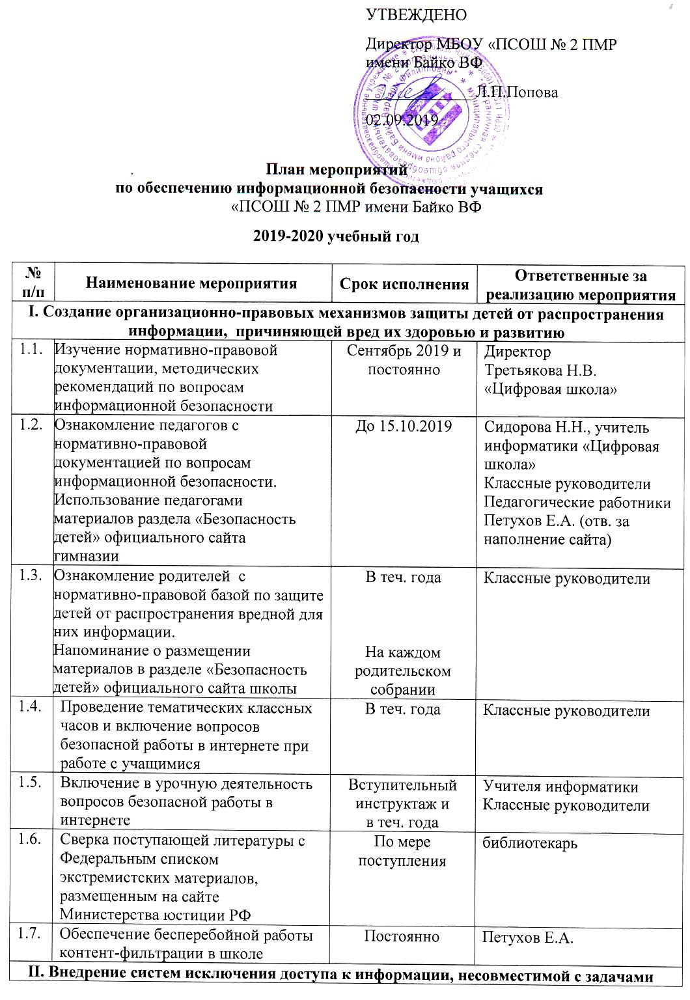 УТВЕЖДЕНО
Директор МБОУ «ПСОШ № 2 ПМР
имени Байко ВФ
Л.П.Попова
02.09.2019
План мероприятий
по обеспечению информационной безопасности учащихся
«ПСОШ № 2 ПМР имени Байко ВФ
2019-2020 учебный год
№ п/п
Наименование мероприятия
Срок исполнения
Ответственные за
реализацию мероприятия
I. Создание организационно-правовых механизмов защиты детей от распространения
информации, причиняющей вред их здоровью и развитию
1.1.
Изучение нормативно-правовой
документации, методических
рекомендаций по вопросам
информационной безопасности
Сентябрь 2019 и
постоянно
Директор
Третьякова Н.В.
«Цифровая школа»
1.2.
Ознакомление педагогов с
нормативно-правовой
документацией по вопросам
информационной безопасности.
Использование педагогами
материалов раздела «Безопасность
детей» официального сайта
гимназии
До 15.10.2019
Сидорова Н.Н., учитель
информатики «Цифровая
школа»
Классные руководители
Педагогические работники
Петухов Е.А. (отв. за
наполнение сайта)
1.3.
Ознакомление родителей с
нормативно-правовой базой по защите
детей от распространения вредной для
них информации.
Напоминание о размещении
материалов в разделе «Безопасность
детей» официального сайта школы
В теч. года
На каждом
родительском
собрании
Классные руководители
1.4.
Проведение тематических классных
часов и включение вопросов
безопасной работы в интернете при
работе с учащимися
В теч. года
Классные руководители
1.5.
Включение в урочную деятельность
вопросов безопасной работы в
интернете
Вступительный
инструктаж и
в теч. года
Учителя информатики
Классные руководители
1.6.
Сверка поступающей литературы с
Федеральным списком
экстремистских материалов,
размещенным на сайте
Министерства юстиции РФ
По мере
поступления
библиотекарь
1.7.
Обеспечение бесперебойной работы
контент-фильтрации в школе
Постоянно
Петухов Е.А.
II. Внедрение систем исключения доступа к информации, несовместимой с задачами